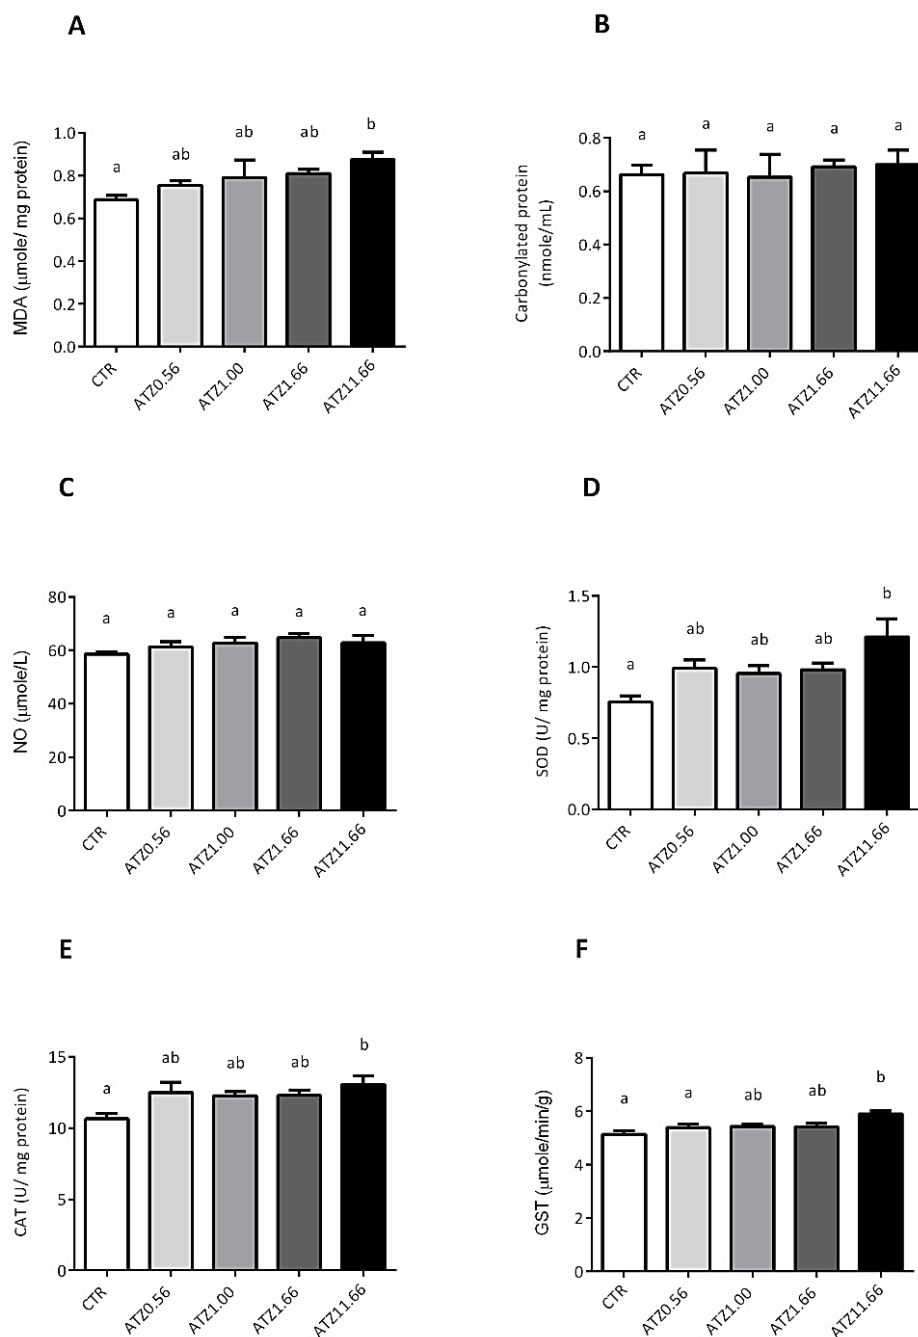 A
MDA (μmole/ mg protein)
1.0
0.8
0.6
0.4
0.2
0.0
a
ab
ab
ab
b
CTR
ATZ0.56
ATZ1.00
ATZ1.66
ATZ11.66
B
Carbonylated protein
(nmole/mL)
0.8
0.6
0.4
0.2
0.0
a
a
a
a
a
CTR
ATZ0.56
ATZ1.00
ATZ1.66
ATZ11.66
C
NO (μmole/L)
80
60
40
20
0
a
a
a
a
a
CTR
ATZ0.56
ATZ1.00
ATZ1.66
ATZ11.66
D
SOD (U/ mg protein)
1.5
1.0
0.5
0.0
a
ab
ab
ab
b
CTR
ATZ0.56
ATZ1.00
ATZ1.66
ATZ11.66
E
CAT (U/ mg protein)
15
10
5
0
a
ab
ab
ab
b
CTR
ATZ0.56
ATZ1.00
ATZ1.66
ATZ11.66
F
GST (μmole/min/g)
8
6
4
2
0
a
a
ab
ab
b
CTR
ATZ0.56
ATZ1.00
ATZ1.66
ATZ11.66